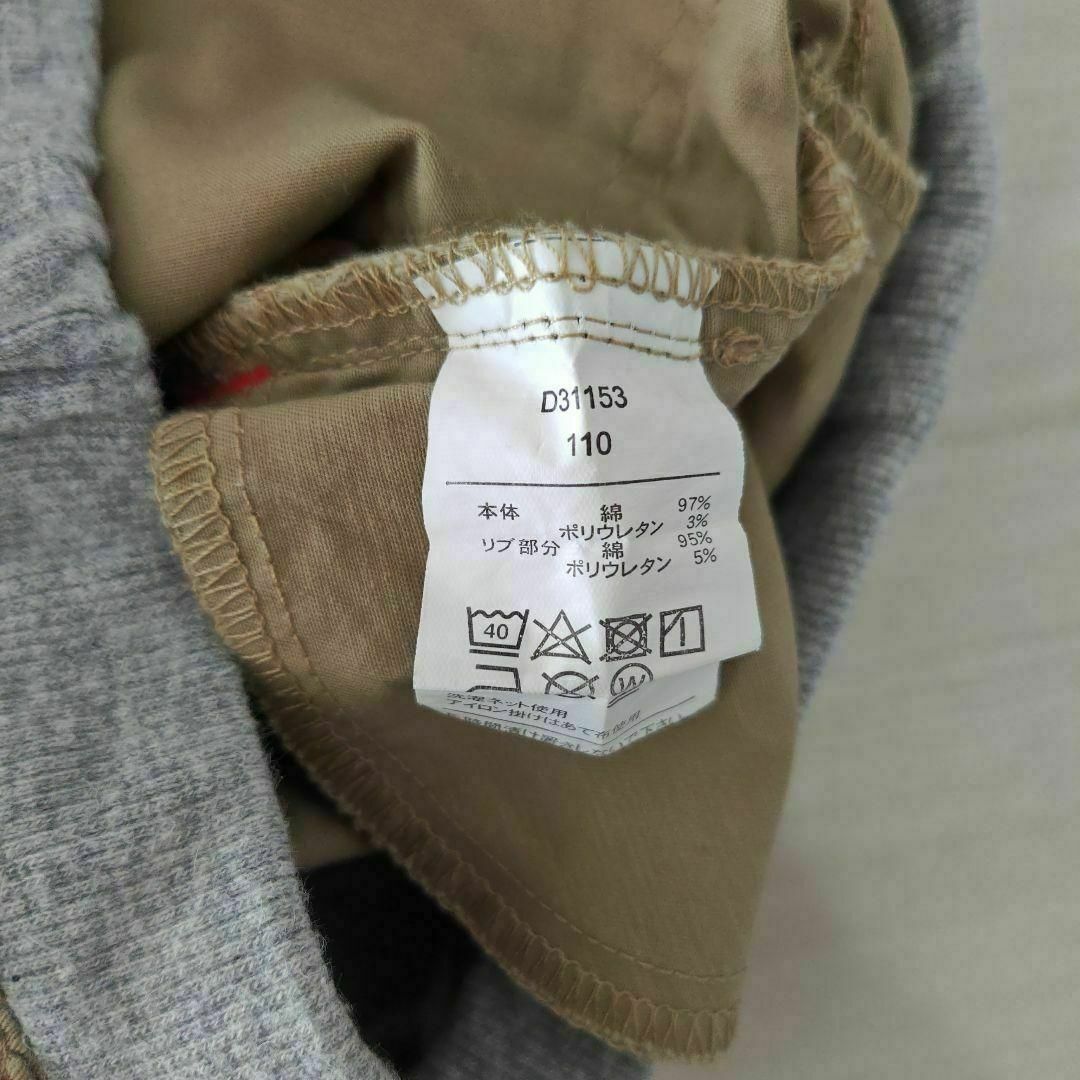 D31153
110
本体 綿 97%
ポリウレタン 3%
リブ部分 綿 95%
ポリウレタン 5%
40
W
洗濯ネット使用
アイロン掛けはあて布使用